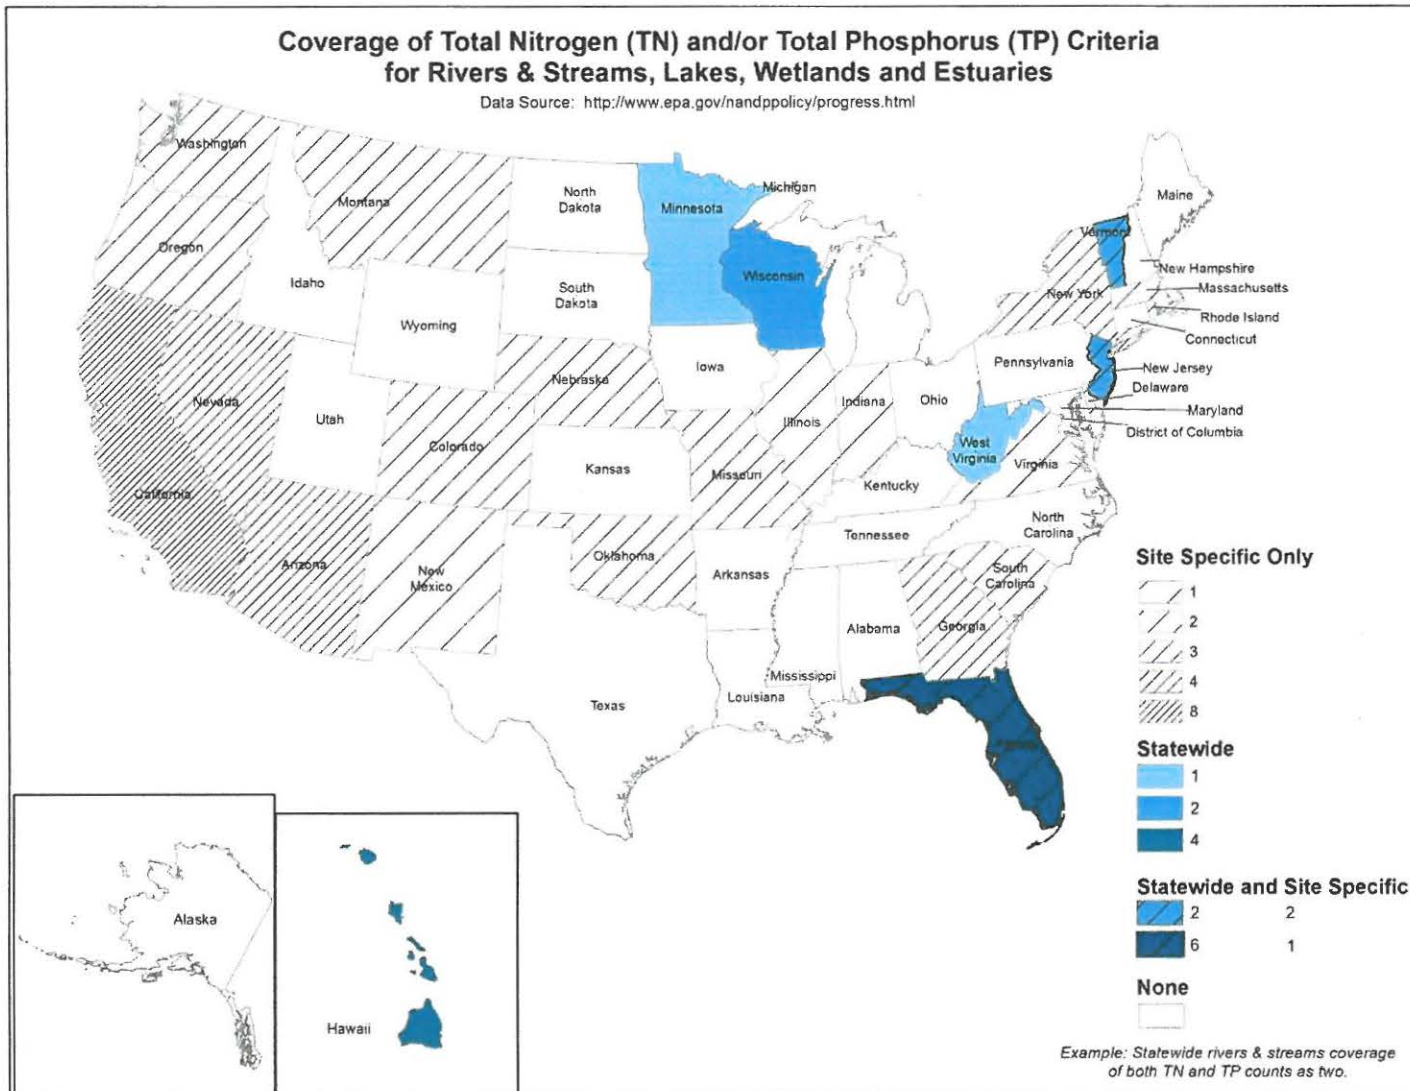 Coverage of Total Nitrogen (TN) and/or Total Phosphorus (TP) Criteria
for Rivers & Streams, Lakes, Wetlands and Estuaries
Data Source: http://www.epa.gov/nandppolicy/progress.html
Washington
Montana
North
Dakota
Minnesota
Michigan
Maine
Oregon
Idaho
Wyoming
South
Dakota
Wisconsin
Vermont
New York
New Hampshire
Massachusetts
Rhode Island
Connecticut
Nevada
Utah
Colorado
Nebraska
Iowa
Illinois
Indiana
Ohio
Pennsylvania
New Jersey
Delaware
Maryland
District of Columbia
California
Kansas
Missouri
Kentucky
West
Virginia
Virginia
Arizona
New
Mexico
Oklahoma
Arkansas
Tennessee
North
Carolina
South
Carolina
Texas
Louisiana
Mississippi
Alabama
Georgia
Alaska
Hawaii
Site Specific Only
1
2
3
4
8
Statewide
1
2
4
Statewide and Site Specific
2 2
6 1
None
Example: Statewide rivers & streams coverage
of both TN and TP counts as two.